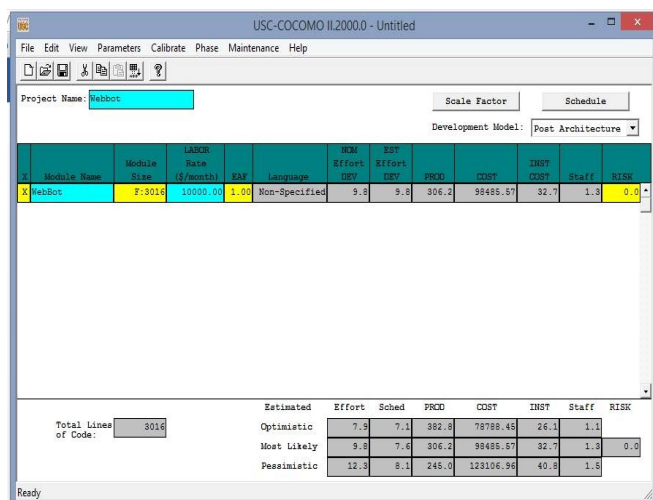 USC-COCOMO II.2000.0 - Untitled
File Edit View Parameters Calibrate Phase Maintenance Help
Project Name: Webbot
Scale Factor Schedule
Development Model: Post Architecture
X Module Name Module Size LABOR Rate ($/month) EAF Language NOM Effort DEV EST Effort DEV PROD COST INST COST Staff RISK
X WebBot F:3016 10000.00 1.00 Non-Specified 9.8 9.8 306.2 98485.57 32.7 1.3 0.0
Estimated Effort Sched PROD COST INST Staff RISK
Total Lines of Code: 3016
Optimistic 7.9 7.1 382.8 78788.45 26.1 1.1
Most Likely 9.8 7.6 306.2 98485.57 32.7 1.3 0.0
Pessimistic 12.3 8.1 245.0 123106.96 40.8 1.5
Ready